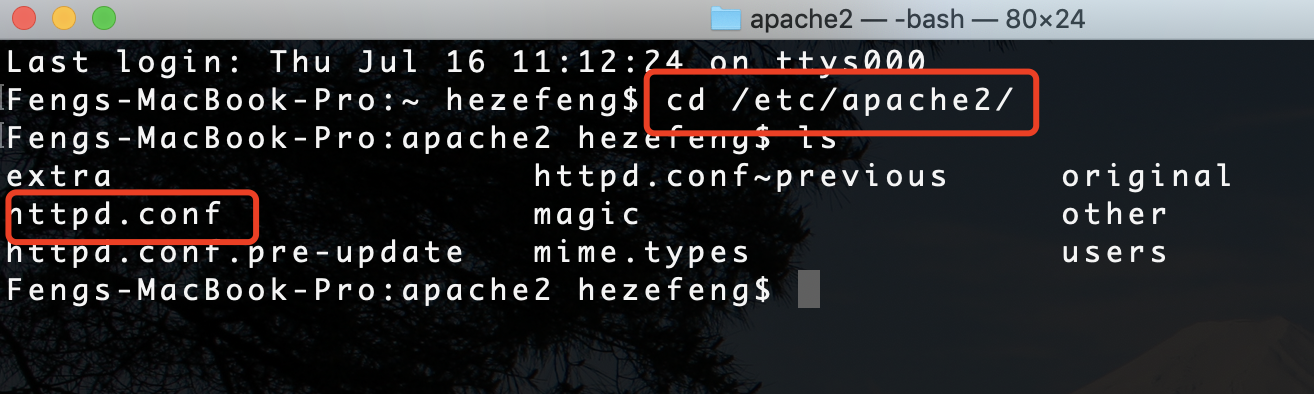 apache2 — -bash — 80×24
Last login: Thu Jul 16 11:12:24 on ttys000
Fengs-MacBook-Pro:~ hezefeng$ cd /etc/apache2/
Fengs-MacBook-Pro:apache2 hezefeng$ ls
extra httpd.conf~previous original
httpd.conf magic other
httpd.conf.pre-update mime.types users
Fengs-MacBook-Pro:apache2 hezefeng$